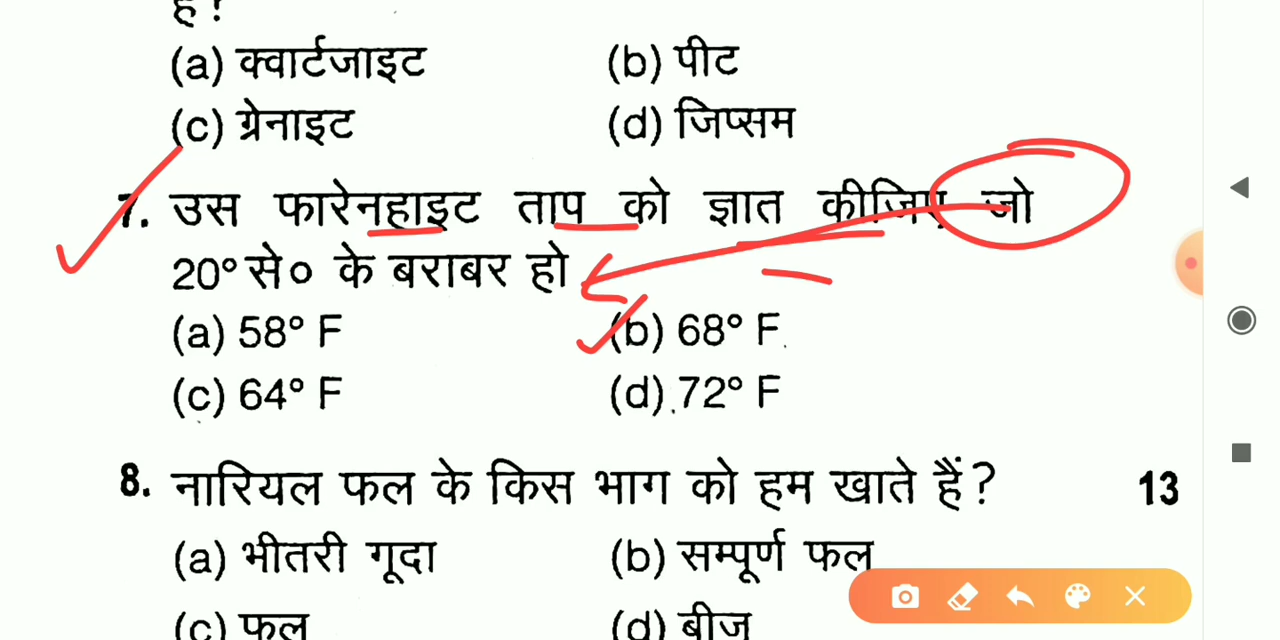 है?
(a) क्वार्टजाइट (b) पीट
(c) ग्रेनाइट (d) जिप्सम
7. उस फारेनहाइट ताप को ज्ञात कीजिए जो
20° से० के बराबर हो
(a) 58° F (b) 68° F
(c) 64° F (d) 72° F
8. नारियल फल के किस भाग को हम खाते हैं? 13
(a) भीतरी गूदा (b) सम्पूर्ण फल
(c) फल (d) बीज